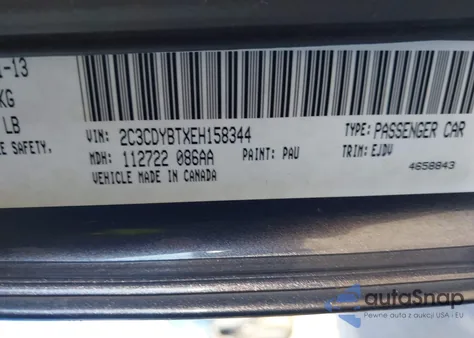 1-13
KG
LB
E SAFETY,
VIN: 2C3CDYBTXEH158344 TYPE: PASSENGER CAR
MDH: 112722 086AA PAINT: PAU TRIM: EJDV
VEHICLE MADE IN CANADA 4658843
autoSnap
Pewne auta z aukcji USA - EU